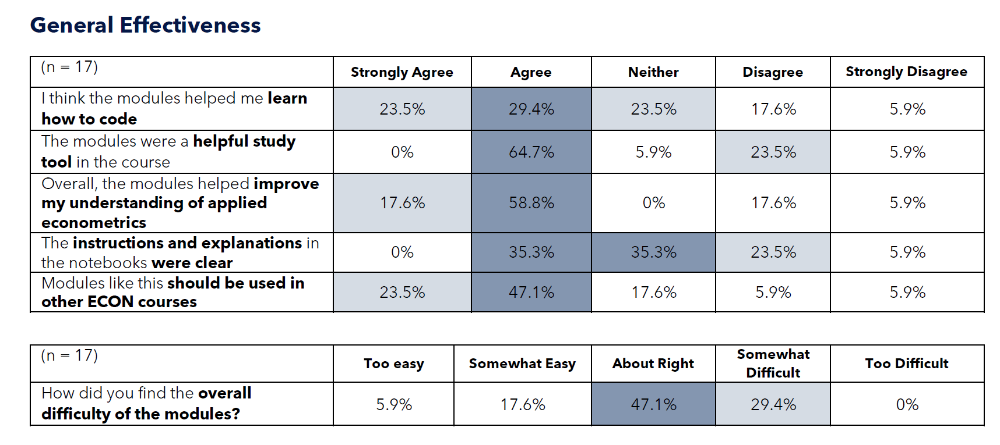 General Effectiveness
(n = 17)
Strongly Agree
Agree
Neither
Disagree
Strongly Disagree
I think the modules helped me learn
how to code
23.5%
29.4%
23.5%
17.6%
5.9%
The modules were a helpful study
tool in the course
0%
64.7%
5.9%
23.5%
5.9%
Overall, the modules helped improve
my understanding of applied
econometrics
17.6%
58.8%
0%
17.6%
5.9%
The instructions and explanations in
the notebooks were clear
0%
35.3%
35.3%
23.5%
5.9%
Modules like this should be used in
other ECON courses
23.5%
47.1%
17.6%
5.9%
5.9%
(n = 17)
Too easy
Somewhat Easy
About Right
Somewhat
Difficult
Too Difficult
How did you find the overall
difficulty of the modules?
5.9%
17.6%
47.1%
29.4%
0%